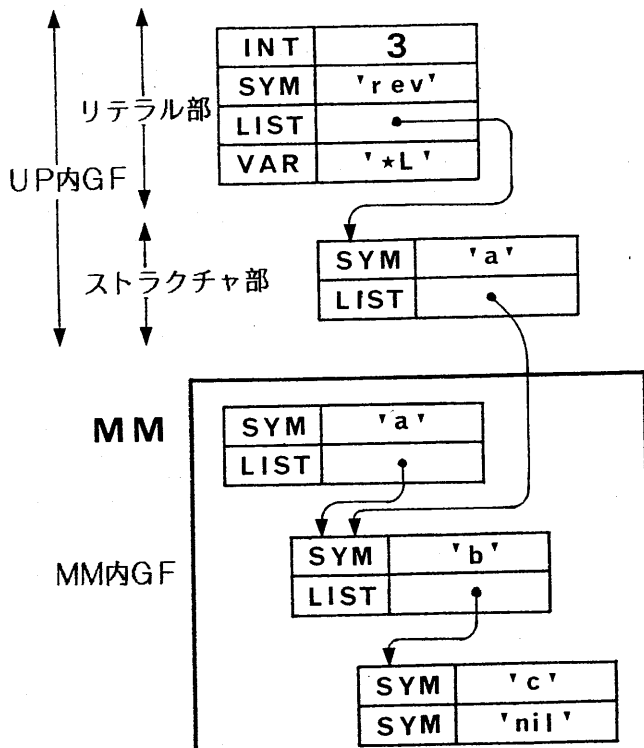 INT 3
SYM 'rev'
リテラル部
LIST
VAR '*L'
UP内GF
SYM 'a'
ストラクチャ部
LIST
MM
SYM 'a'
LIST
SYM 'b'
MM内GF
LIST
SYM 'c'
SYM 'nil'